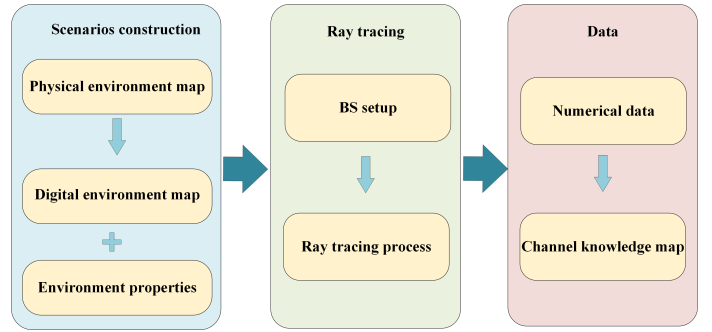 Scenarios construction
Physical environment map
Digital environment map
Environment properties
Ray tracing
BS setup
Ray tracing process
Data
Numerical data
Channel knowledge map